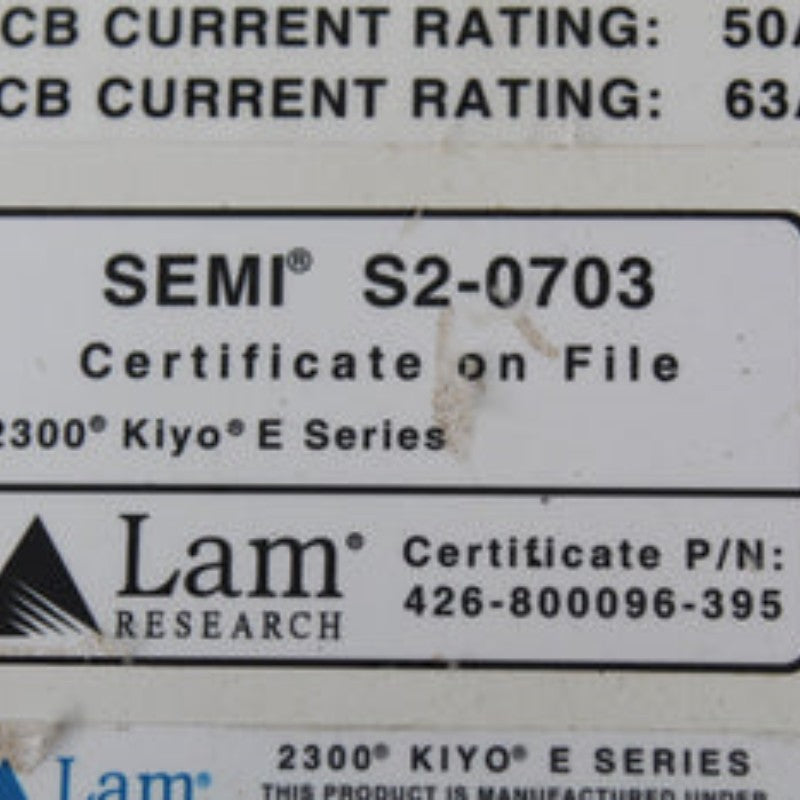 CB CURRENT RATING: 50A
CB CURRENT RATING: 63A
SEMI® S2-0703
Certificate on File
2300® Kiyo® E Series
Lam®
RESEARCH
Certificate P/N:
426-800096-395
2300® KIYO® E SERIES
Lam®
THIS PRODUCT IS MANUFACTURED UNDER